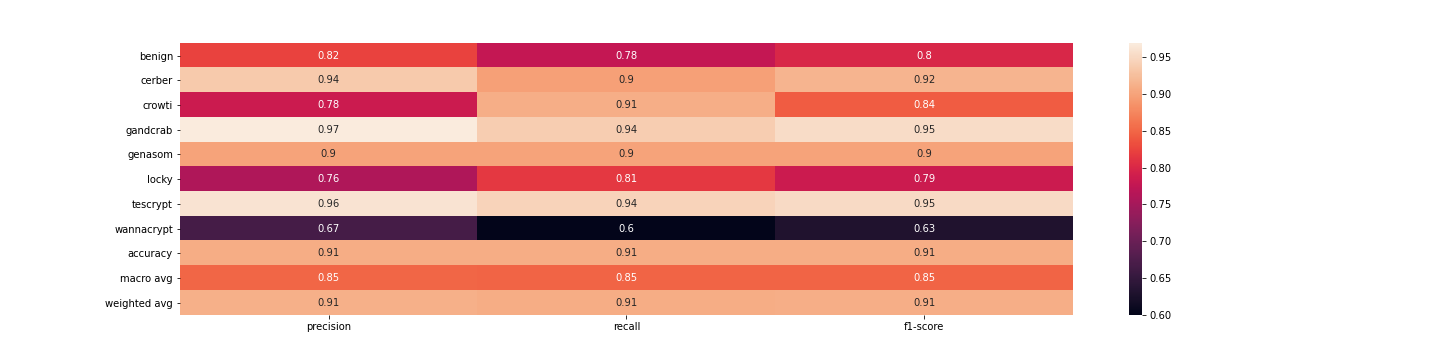 benign 0.82 0.78 0.8
cerber 0.94 0.9 0.92
crowti 0.78 0.91 0.84
gandcrab 0.97 0.94 0.95
genasom 0.9 0.9 0.9
locky 0.76 0.81 0.79
tescrypt 0.96 0.94 0.95
wannacrypt 0.67 0.6 0.63
accuracy 0.91 0.91 0.91
macro avg 0.85 0.85 0.85
weighted avg 0.91 0.91 0.91
precision recall f1-score
0.95
0.90
0.85
0.80
0.75
0.70
0.65
0.60